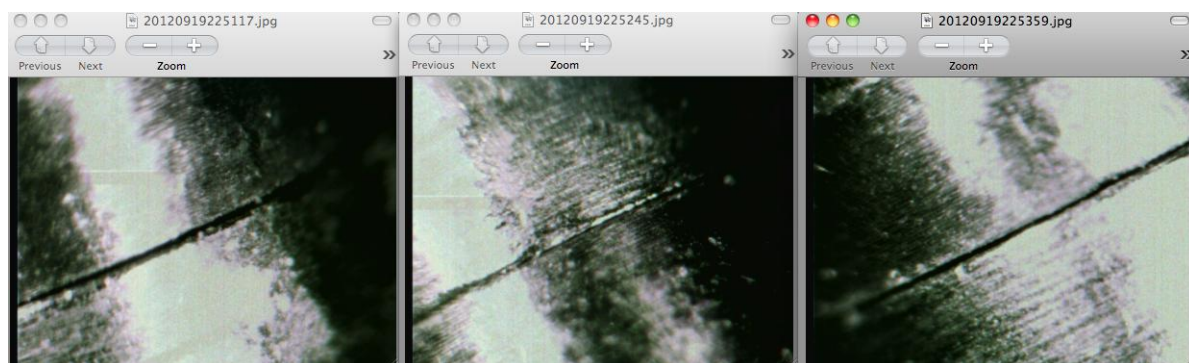 20120919225117.jpg
Previous Next Zoom
20120919225245.jpg
Previous Next Zoom
20120919225359.jpg
Previous Next Zoom